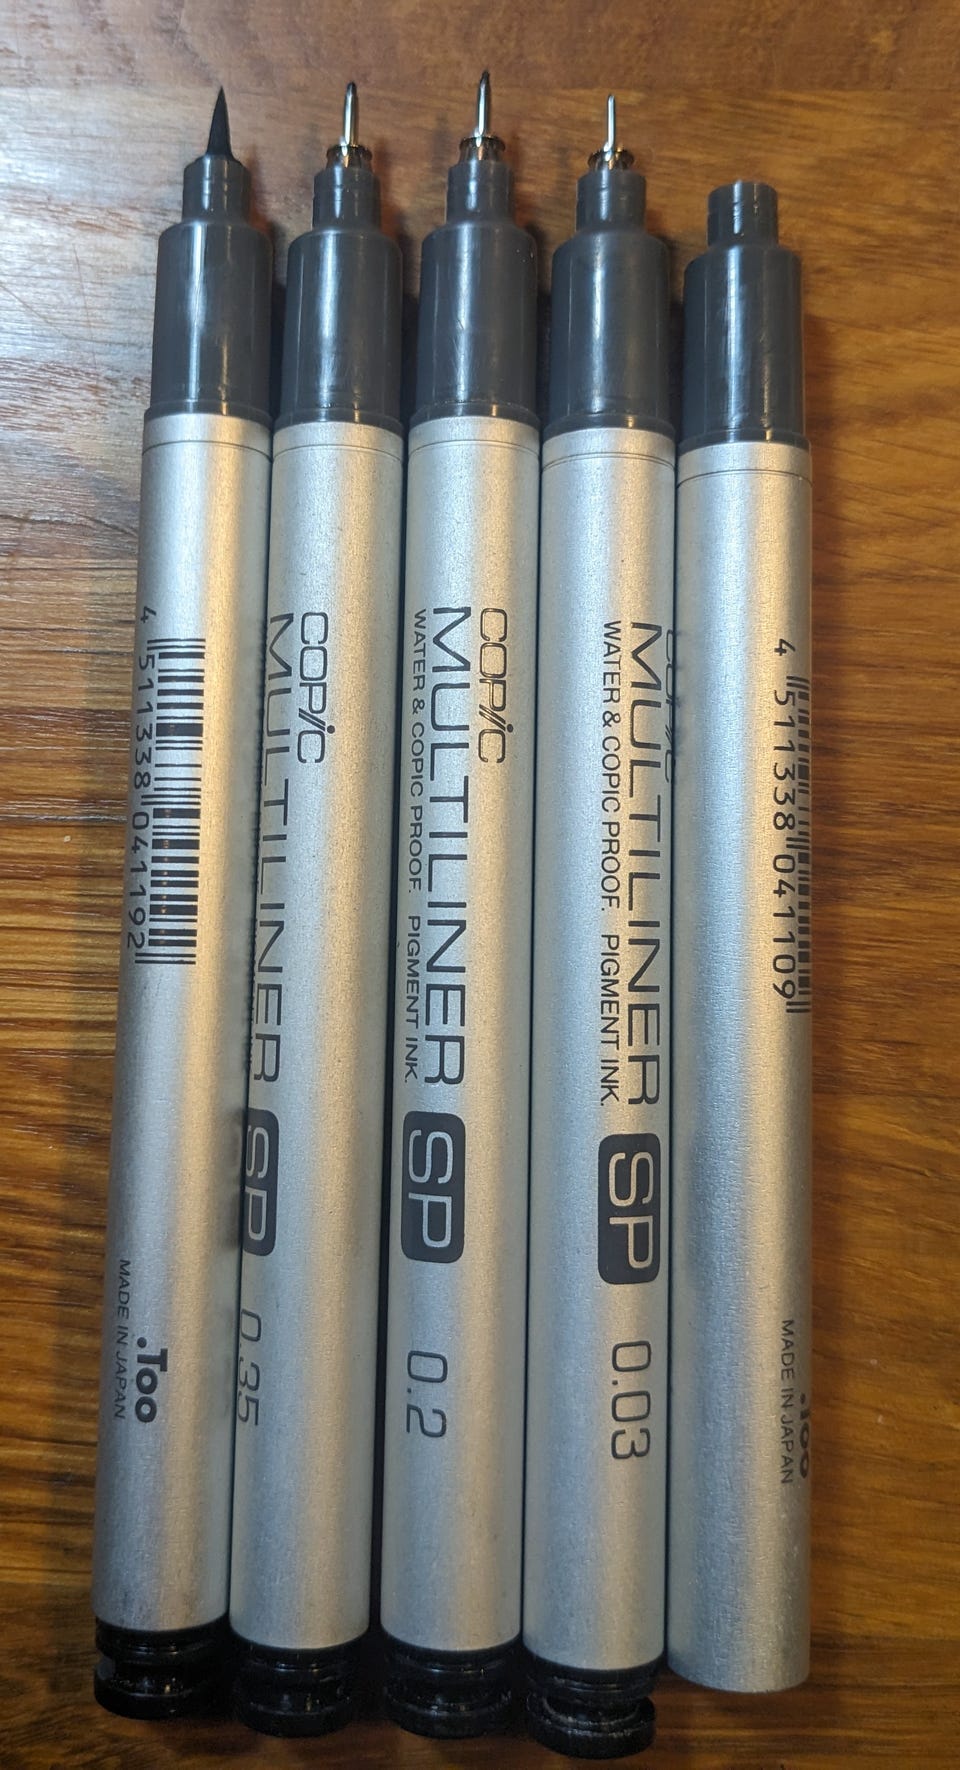 4 511338 041192
.Too
MADE IN JAPAN
COPIC
MULTILINER SP 0.35
COPIC
MULTILINER SP 0.2
WATER & COPIC PROOF. PIGMENT INK.
COPIC
MULTILINER SP 0.03
WATER & COPIC PROOF. PIGMENT INK.
4 511338 041109
.Too
MADE IN JAPAN